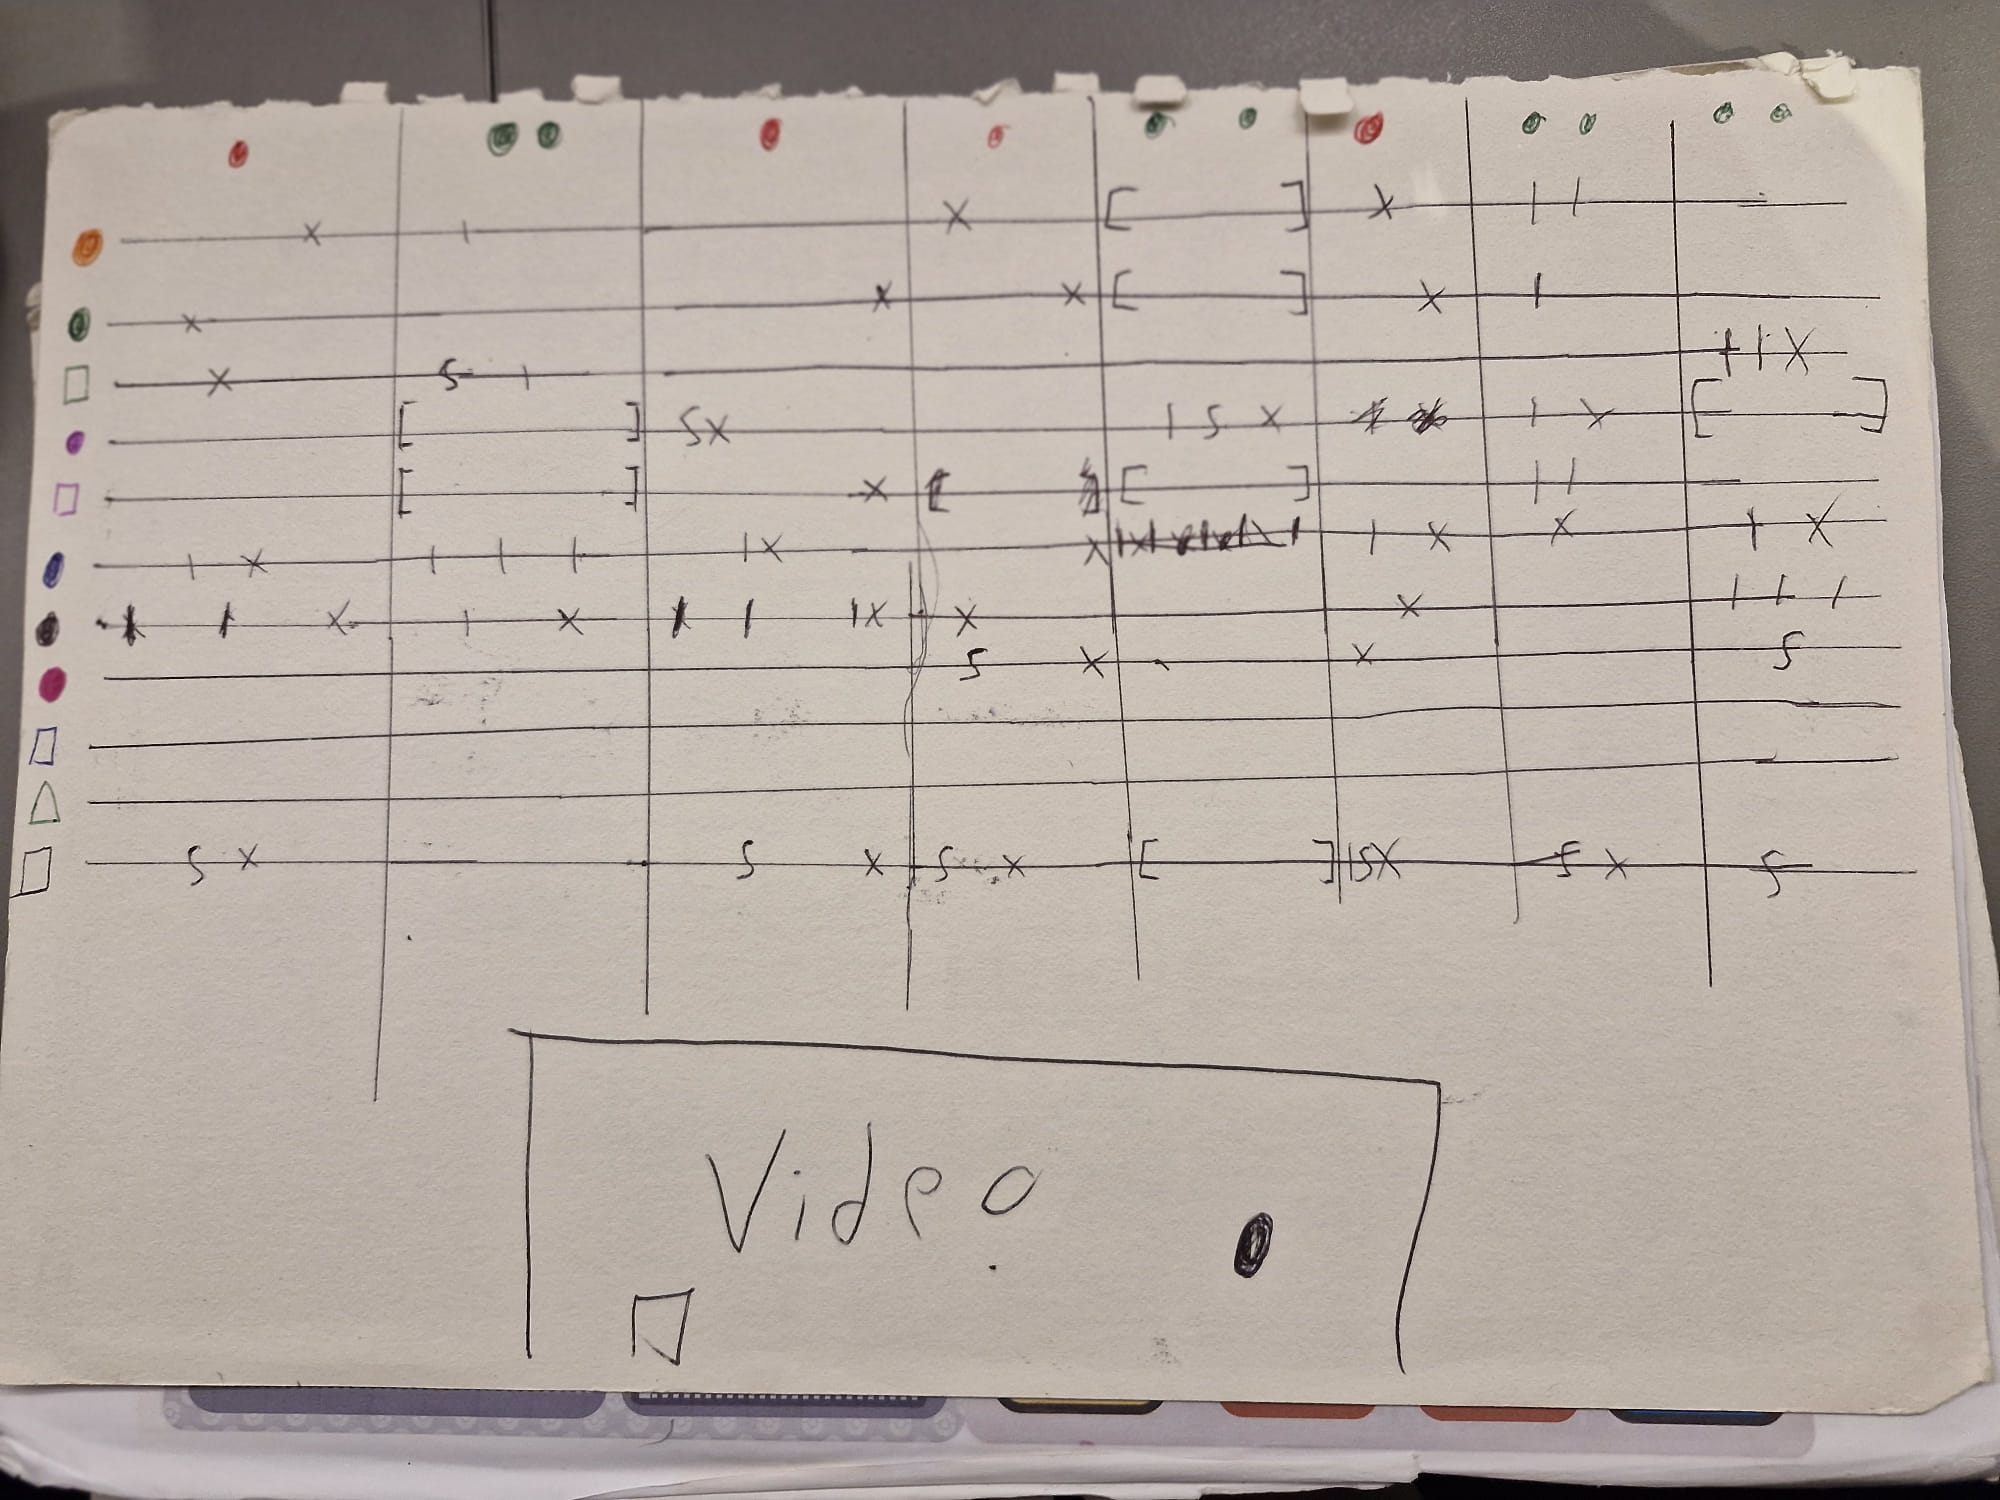 x | x x | |
x x x x |
x S | | | x
[ ] S x | S x | x [ ]
[ ] x [ ] [ ] | |
| x | | | | x x | x x | x
| | x | x | | | x x x | | |
S x x S
S x S x S x [ ] | S x S x S
Video